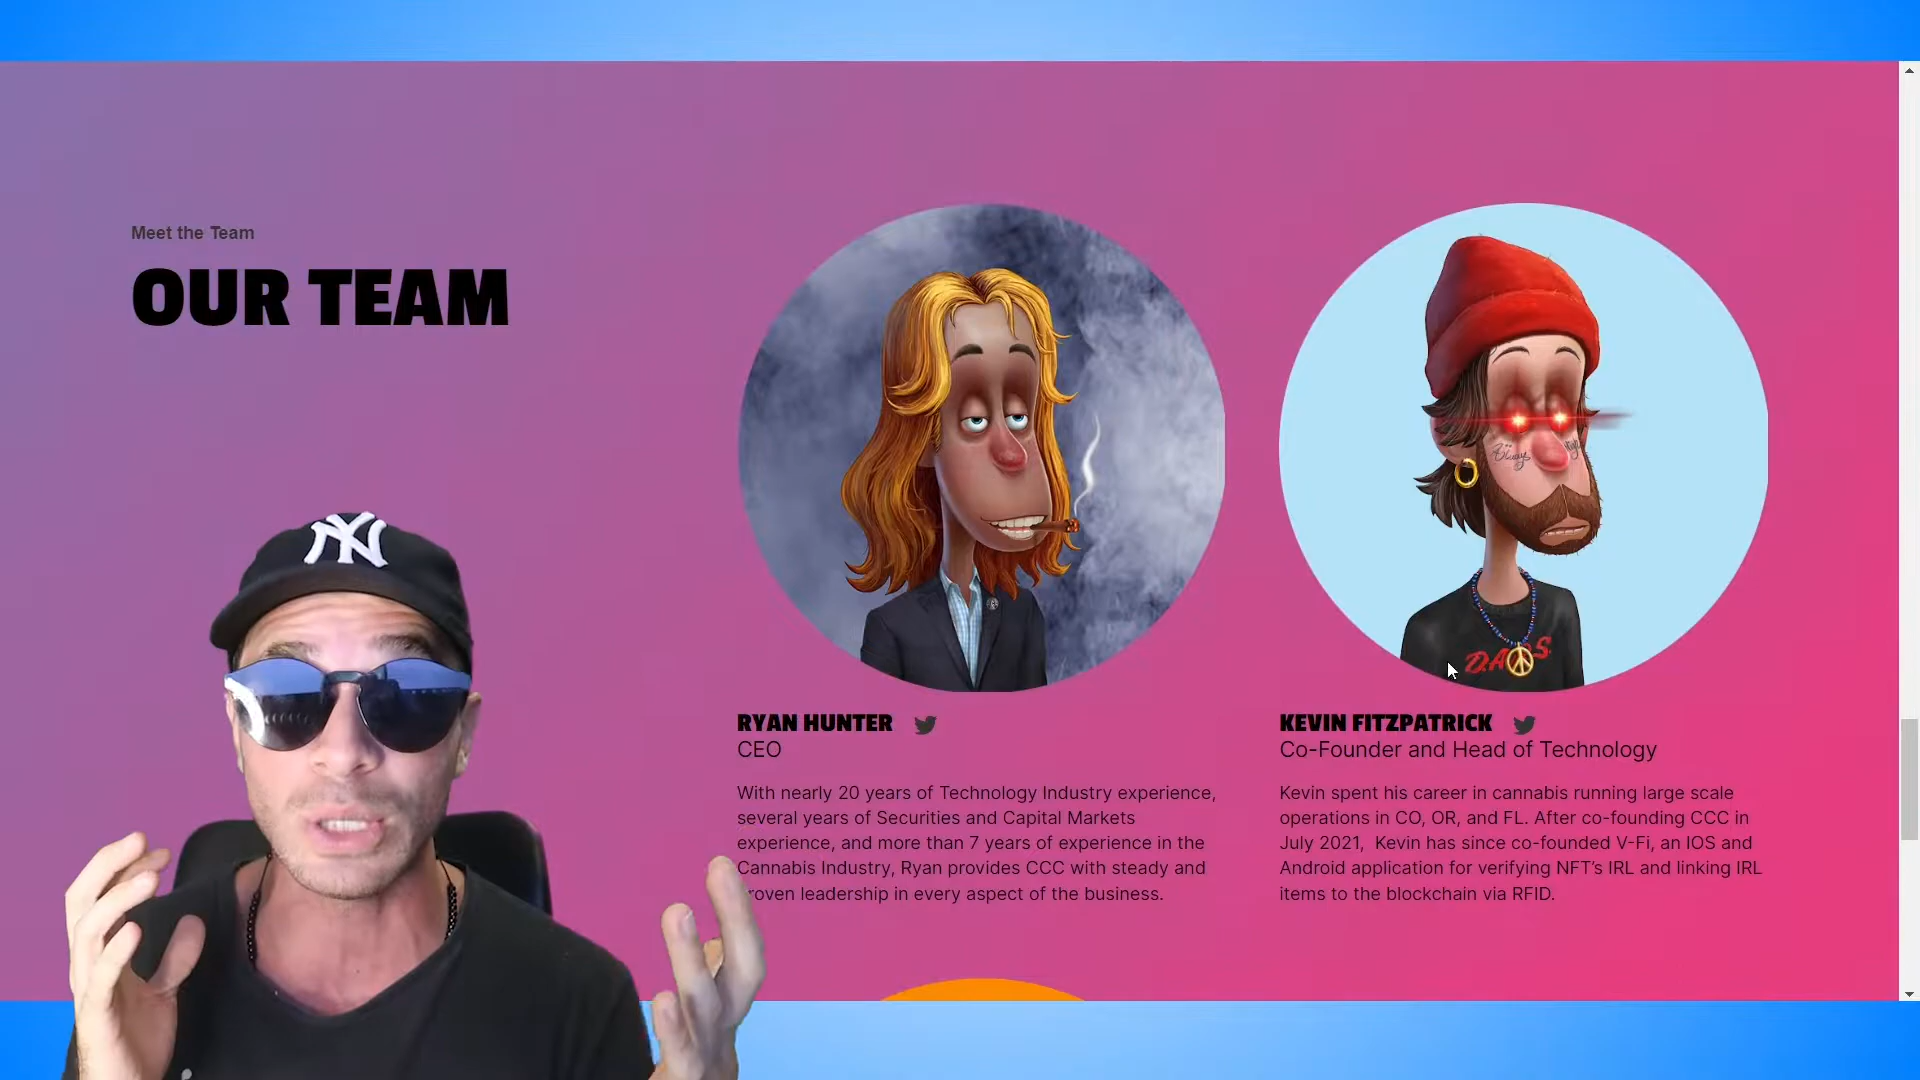 Meet the Team
OUR TEAM
NY
D.A. S.
RYAN HUNTER
CEO
With nearly 20 years of Technology Industry experience,
several years of Securities and Capital Markets
experience, and more than 7 years of experience in the
Cannabis Industry, Ryan provides CCC with steady and
roven leadership in every aspect of the business.
KEVIN FITZPATRICK
Co-Founder and Head of Technology
Kevin spent his career in cannabis running large scale
operations in CO, OR, and FL. After co-founding CCC in
July 2021, Kevin has since co-founded V-Fi, an IOS and
Android application for verifying NFT’s IRL and linking IRL
items to the blockchain via RFID.